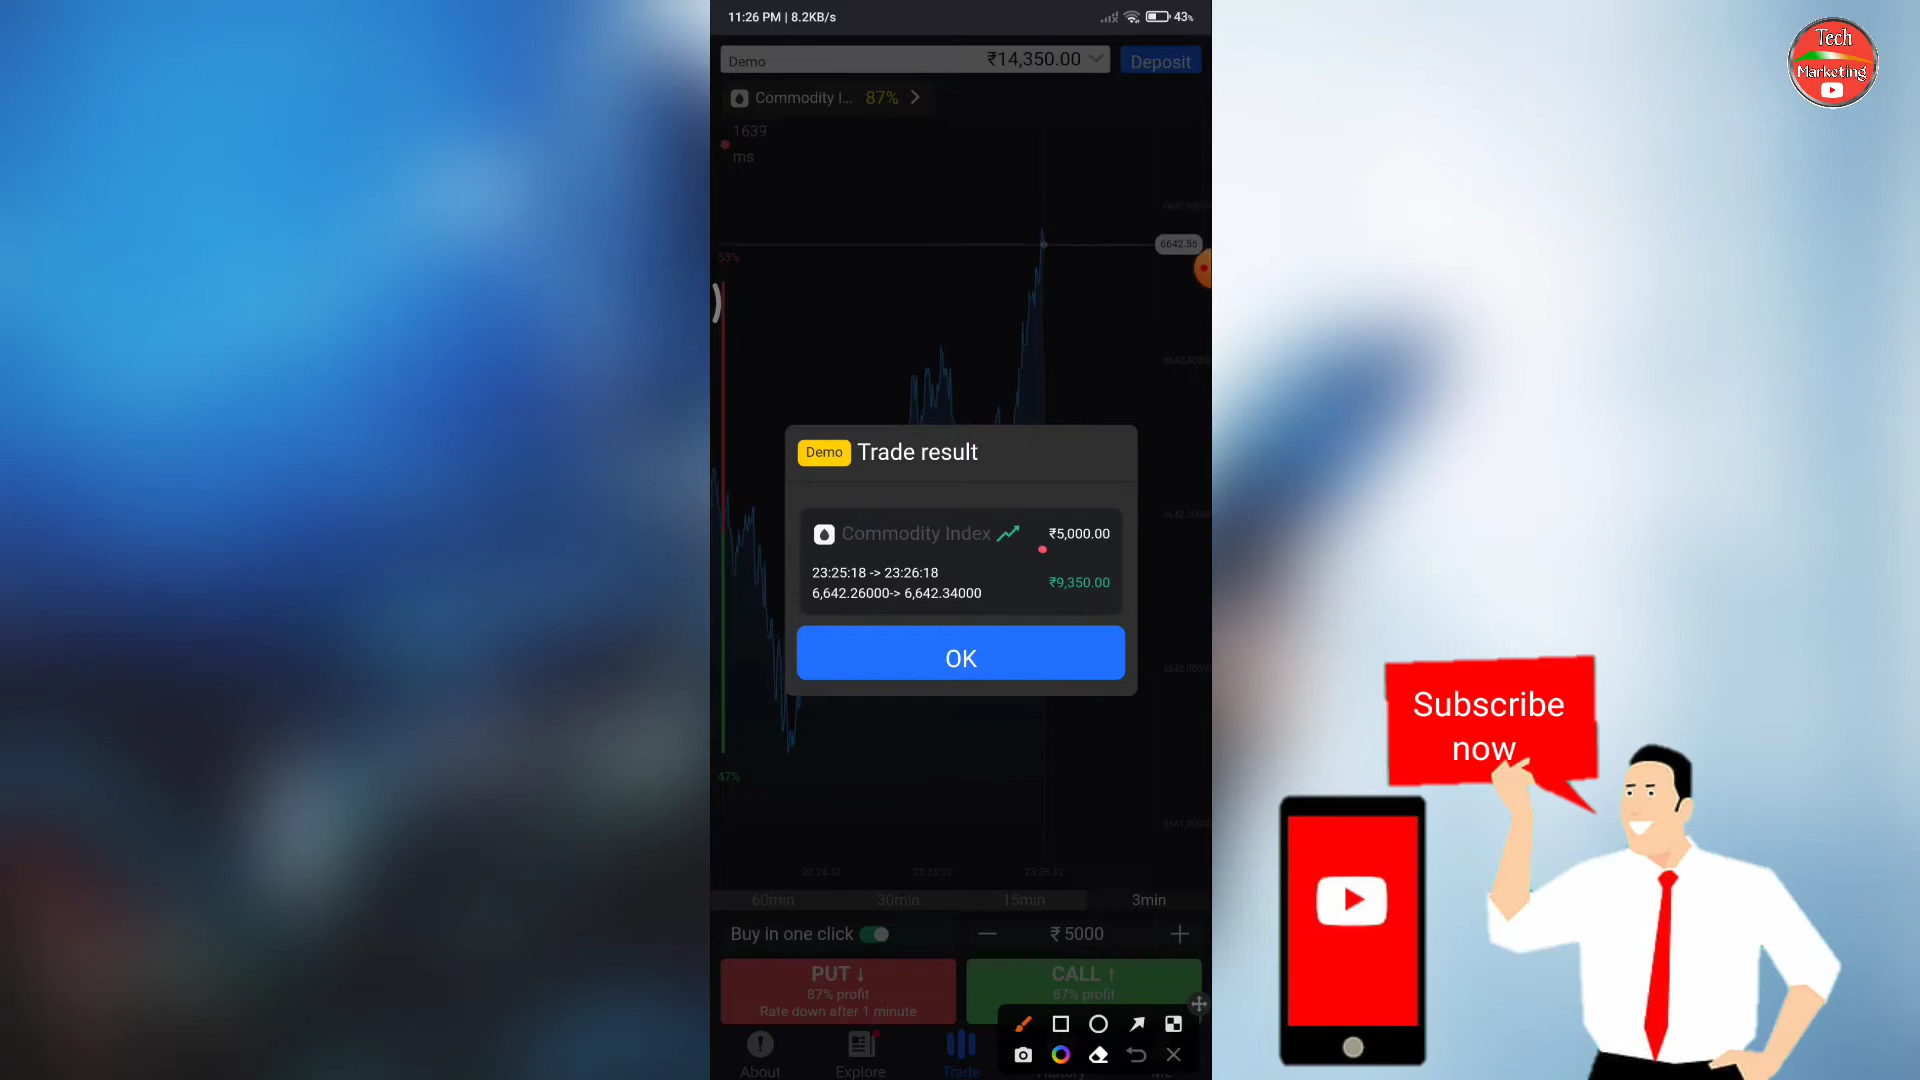 11:26 PM | 8.2KB/s
43%
Tech
Marketing
Demo
₹14,350.00
Deposit
Commodity I...
87%
1639
ms
6642.55
53%
Demo
Trade result
Commodity Index
₹5,000.00
23:25:18 -> 23:26:18
₹9,350.00
6,642.26000-> 6,642.34000
OK
Subscribe
now
47%
60min
30min
15min
3min
Buy in one click
₹ 5000
PUT ↓
87% profit
Rate down after 1 minute
CALL ↑
87% profit
About
Explore
Trade